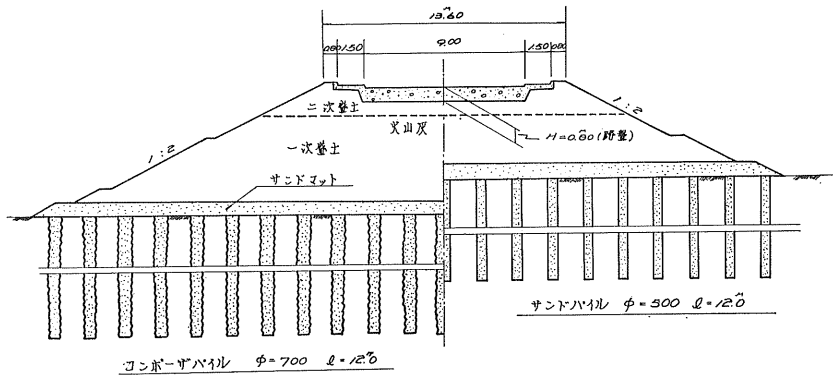 13.60
0.80 1.50 9.00 1.50 0.80
二次盛土
火山灰
一次盛土
1:2
1:2
H=0.80(路盤)
サンドマット
サンドパイル φ=500 ℓ=12.0m
コンポーザパイル φ=700 ℓ=12.0m